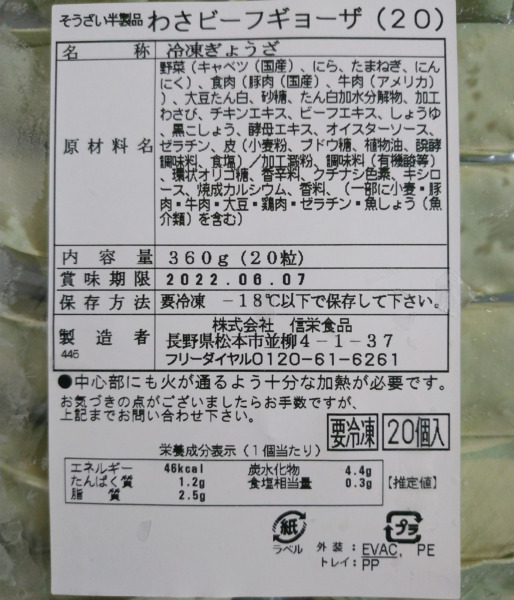 そうざい半製品 わさビーフギョーザ(20)
名称 冷凍ぎょうざ
原材料名
野菜(キャベツ(国産)、にら、たまねぎ、にん
にく)、食肉(豚肉(国産)、牛肉(アメリカ)
)、大豆たん白、砂糖、たん白加水分解物、加工
わさび、チキンエキス、ビーフエキス、しょうゆ
、黒こしょう、酵母エキス、オイスターソース、
ゼラチン、皮(小麦粉、ブドウ糖、植物油、醗酵
調味料、食塩)/加工澱粉、調味料(有機酸等)
、環状オリゴ糖、香辛料、クチナシ色素、キシロ
ース、焼成カルシウム、香料、(一部に小麦・豚
肉・牛肉・大豆・鶏肉・ゼラチン・魚しょう(魚
介類)を含む)
内容量 360g(20粒)
賞味期限 2022.06.07
保存方法 要冷凍 -18℃以下で保存して下さい。
製造者 株式会社 信栄食品
長野県松本市並柳4-1-37
446 フリーダイヤル0120-61-6261
●中心部にも火が通るよう十分な加熱が必要です。
お気づきの点がございましたらお手数ですが、
上記までお問い合わせ下さい。
要冷凍 20個入
栄養成分表示(1個当たり)
エネルギー 46kcal 炭水化物 4.4g
たんぱく質 1.2g 食塩相当量 0.3g 【推定値】
脂質 2.5g
紙 プラ
ラベル 外装:EVAC, PE
トレイ:PP